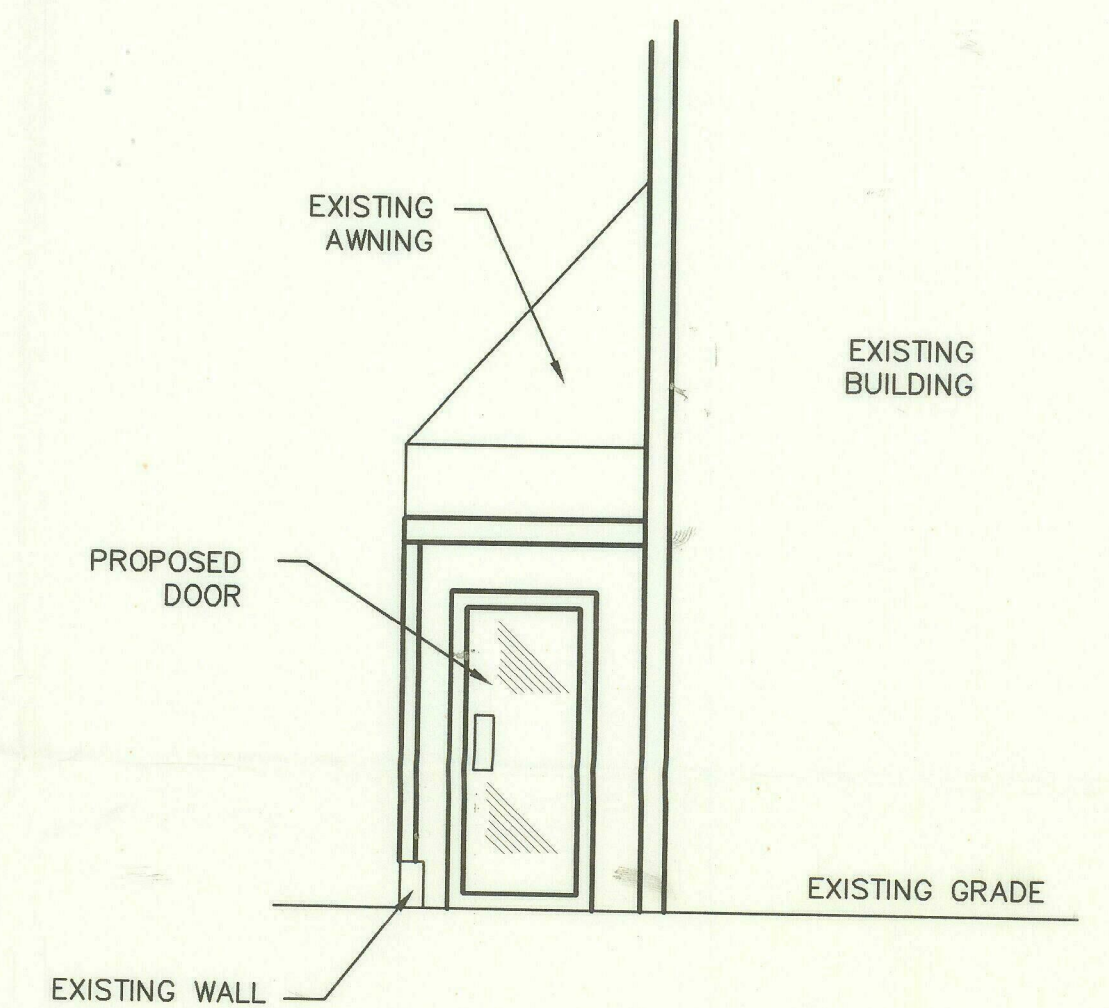 EXISTING
AWNING
EXISTING
BUILDING
PROPOSED
DOOR
EXISTING GRADE
EXISTING WALL